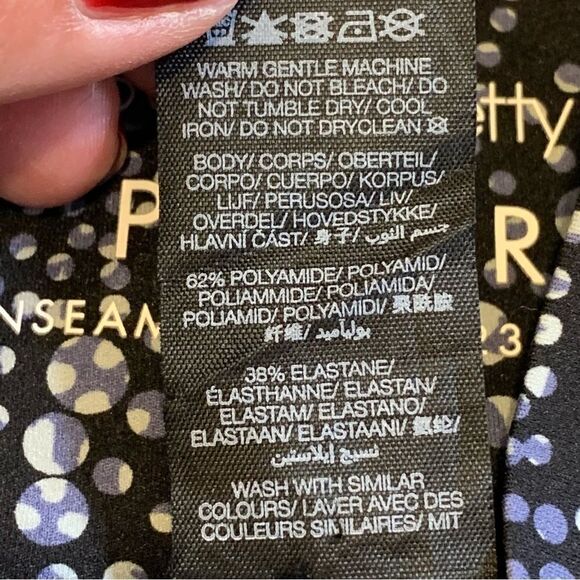 WARM GENTLE MACHINE
WASH/ DO NOT BLEACH/ DO
NOT TUMBLE DRY/ COOL
IRON/ DO NOT DRYCLEAN
BODY/ CORPS/ OBERTEIL/
CORPO/ CUERPO/ KORPUS/
LIJF/ PERUSOSA/ LIV/
OVERDEL/ HOVEDSTYKKE/
HLAVNÍ ČÁST/ 身子/ جسم الثوب
62% POLYAMIDE/ POLYAMID/
POLIAMMIDE/ POLIAMIDA/
POLIAMID/ POLYAMIDI/ 聚酰胺
纤维/ بولياميد
38% ELASTANE/
ÉLASTHANNE/ ELASTAN/
ELASTAM/ ELASTANO/
ELASTAAN/ ELASTAANI/ 氨纶/
نسيج إيلاستين
WASH WITH SIMILAR
COLOURS/ LAVER AVEC DES
COULEURS SIMILAIRES/ MIT
etty
P
R
NSEAM
23